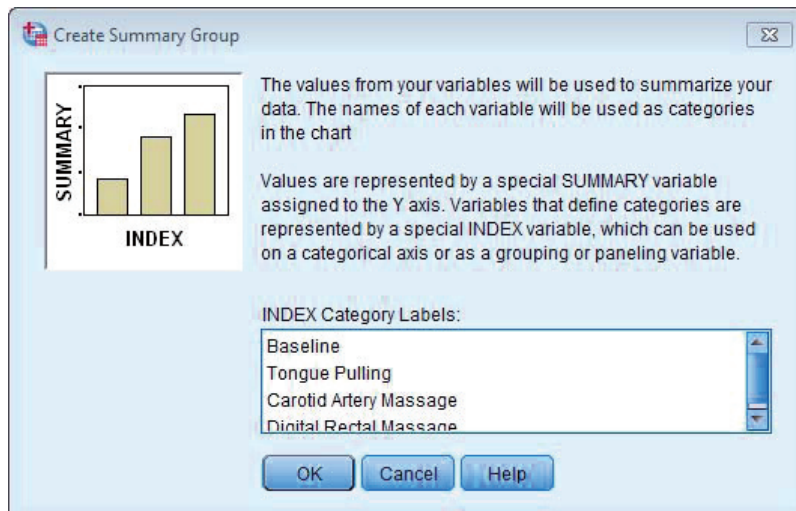 Create Summary Group
SUMMARY
INDEX
The values from your variables will be used to summarize your
data. The names of each variable will be used as categories
in the chart
Values are represented by a special SUMMARY variable
assigned to the Y axis. Variables that define categories are
represented by a special INDEX variable, which can be used
on a categorical axis or as a grouping or paneling variable.
INDEX Category Labels:
Baseline
Tongue Pulling
Carotid Artery Massage
Digital Rectal Massage
OK
Cancel
Help